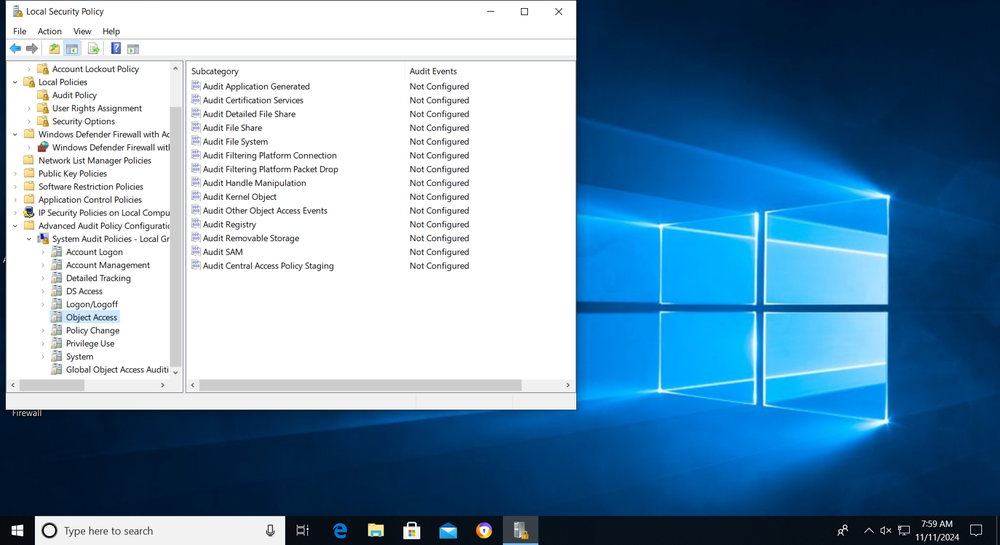 Local Security Policy
File Action View Help
Account Lockout Policy
Local Policies
Audit Policy
User Rights Assignment
Security Options
Windows Defender Firewall with Ad
Windows Defender Firewall with
Network List Manager Policies
Public Key Policies
Software Restriction Policies
Application Control Policies
IP Security Policies on Local Compu
Advanced Audit Policy Configuratio
System Audit Policies - Local Gr
Account Logon
Account Management
Detailed Tracking
DS Access
Logon/Logoff
Object Access
Policy Change
Privilege Use
System
Global Object Access Auditi
Subcategory Audit Events
Audit Application Generated Not Configured
Audit Certification Services Not Configured
Audit Detailed File Share Not Configured
Audit File Share Not Configured
Audit File System Not Configured
Audit Filtering Platform Connection Not Configured
Audit Filtering Platform Packet Drop Not Configured
Audit Handle Manipulation Not Configured
Audit Kernel Object Not Configured
Audit Other Object Access Events Not Configured
Audit Registry Not Configured
Audit Removable Storage Not Configured
Audit SAM Not Configured
Audit Central Access Policy Staging Not Configured
Firewall
Type here to search
7:59 AM
11/11/2024